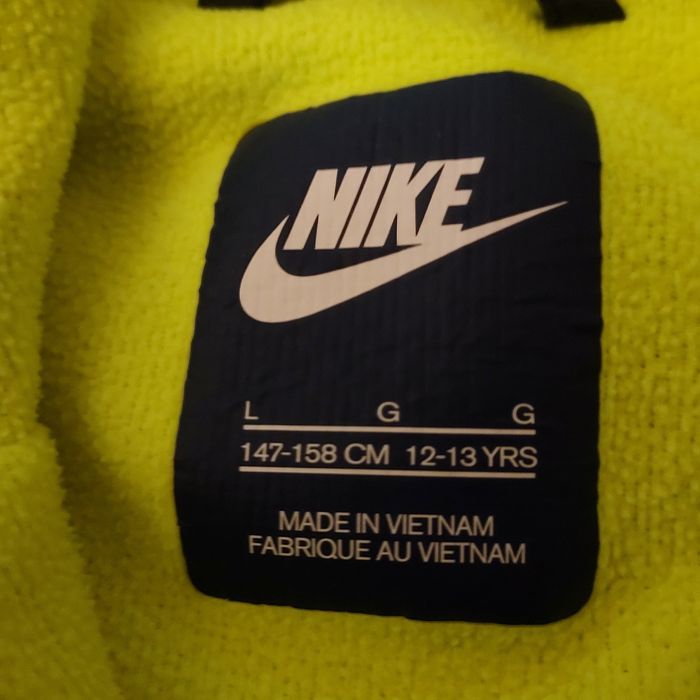 NIKE
L G G
147-158 CM 12-13 YRS
MADE IN VIETNAM
FABRIQUE AU VIETNAM